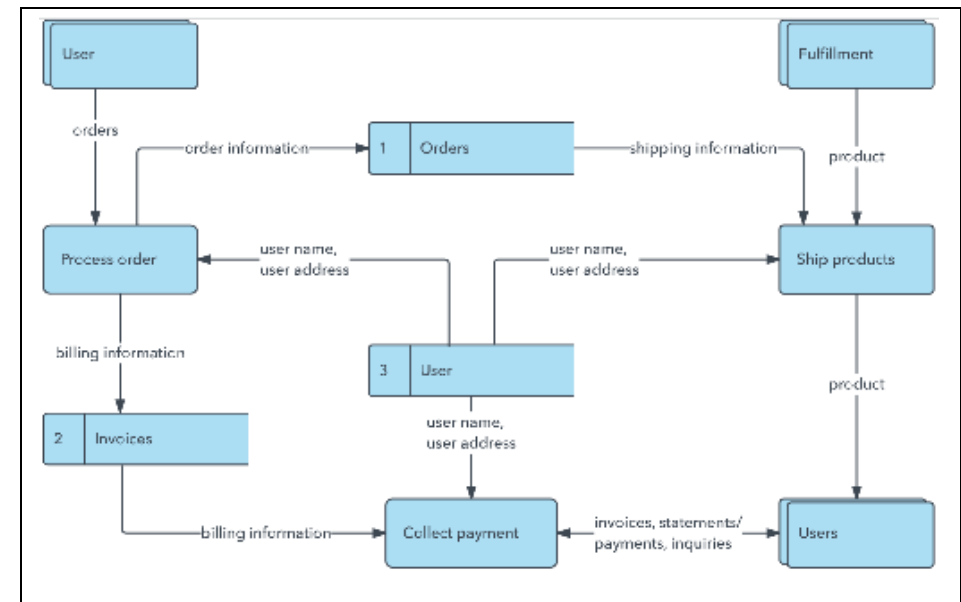 User
Fulfillment
orders
order information
1 Orders
shipping information
product
Process order
user name,
user address
user name,
user address
Ship products
billing information
3 User
product
2 Invoices
user name,
user address
billing information
Collect payment
invoices, statements/
payments, inquiries
Users